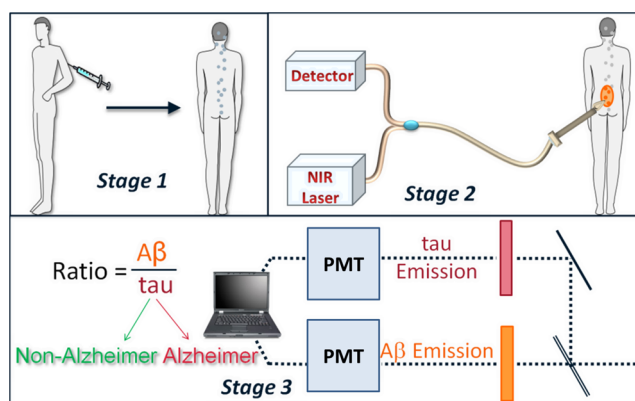 Stage 1
Detector
NIR
Laser
Stage 2
Ratio = Aβ
tau
Non-Alzheimer Alzheimer
Stage 3
PMT
tau
Emission
PMT
Aβ Emission